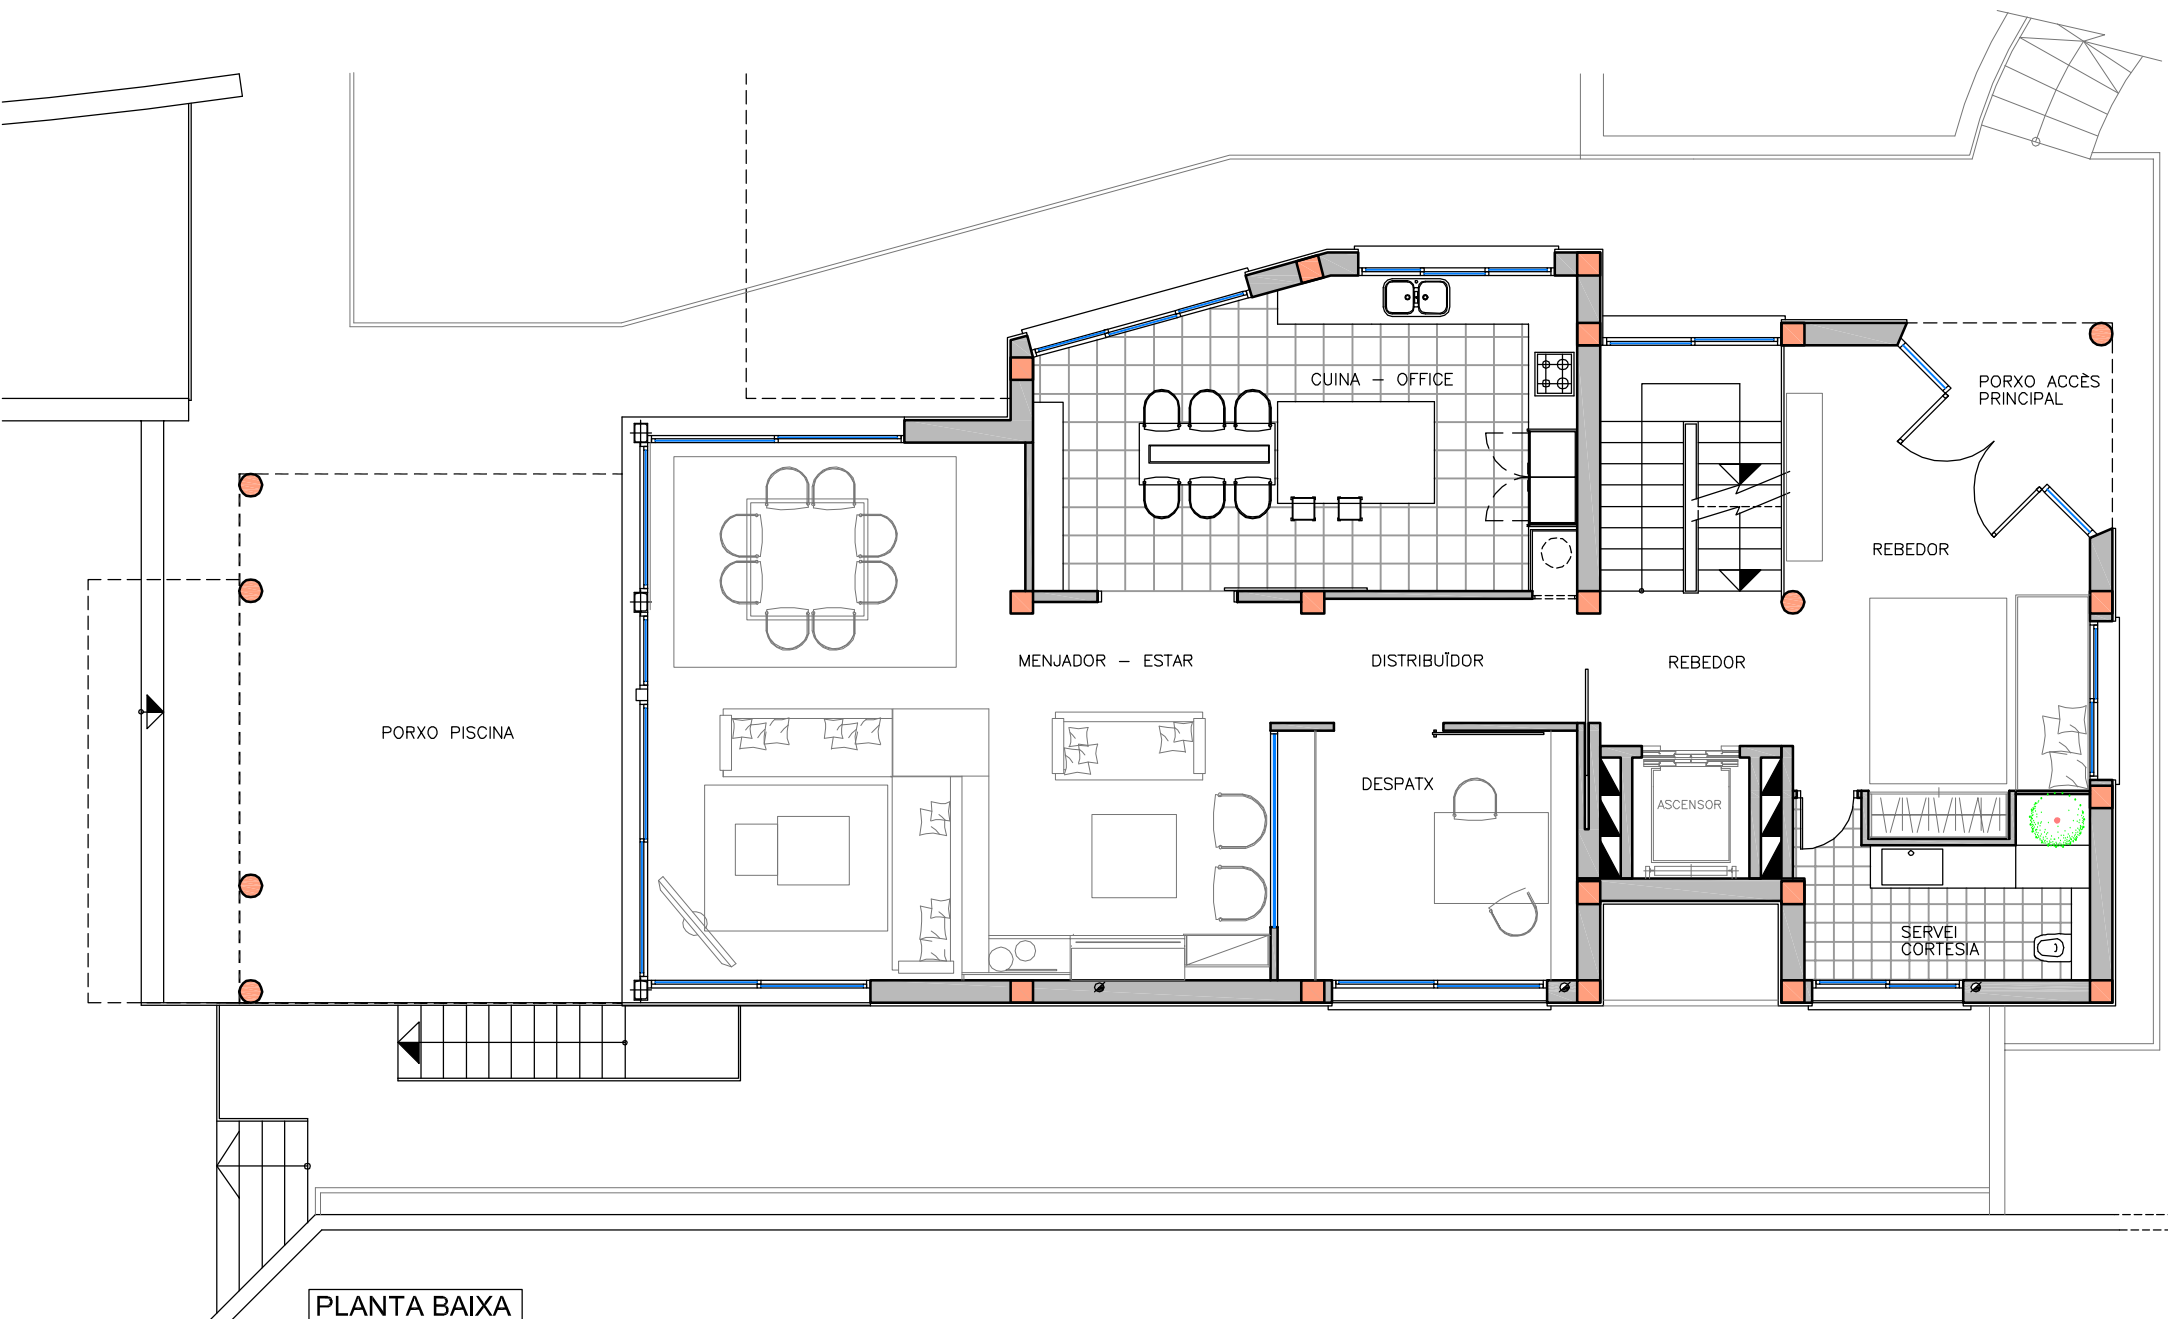 CUINA – OFFICE
PORXO ACCÈS
PRINCIPAL
REBEDOR
MENJADOR – ESTAR
DISTRIBUÏDOR
REBEDOR
PORXO PISCINA
DESPATX
ASCENSOR
SERVEI
CORTESIA
PLANTA BAIXA